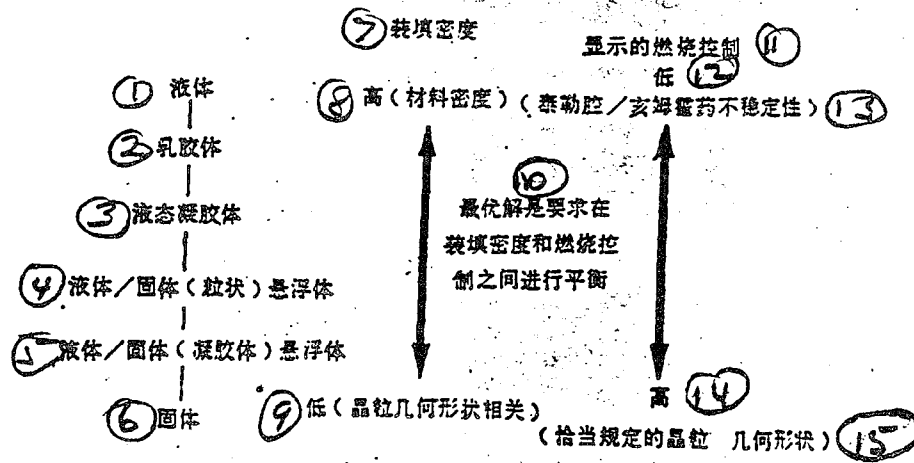 ⑦ 装填密度
显示的燃烧控制 ⑪
① 液体
低 ⑫
⑧ 高(材料密度)(泰勒腔/亥姆霍药不稳定性) ⑬
② 乳胶体
⑩
③ 液态凝胶体
最优解是要求在
装填密度和燃烧控
制之间进行平衡
④ 液体/固体(粒状)悬浮体
⑤ 液体/固体(凝胶体)悬浮体
⑥ 固体
⑨ 低(晶粒几何形状相关)
高 ⑭
(恰当规定的晶粒 几何形状) ⑮